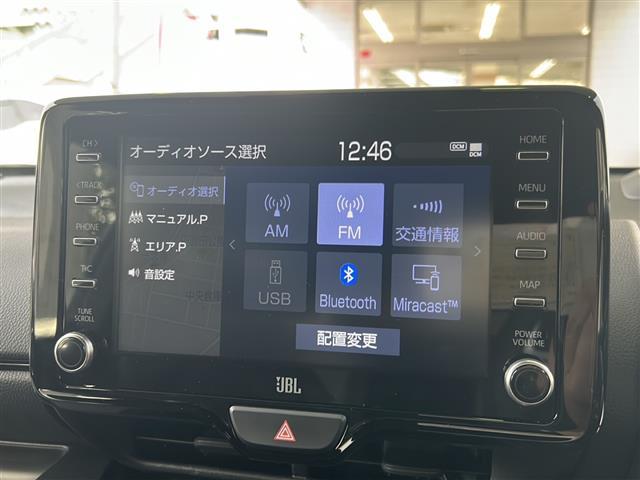 CH >
オーディオソース選択
12:46
DCM
DCM
HOME
<TRACK
オーディオ選択
MENU
マニュアル.P
AM
FM
交通情報
PHONE
エリア.P
AUDIO
音設定
USB
Bluetooth
Miracast™
MAP
TUNE
SCROLL
配置変更
POWER
VOLUME
JBL